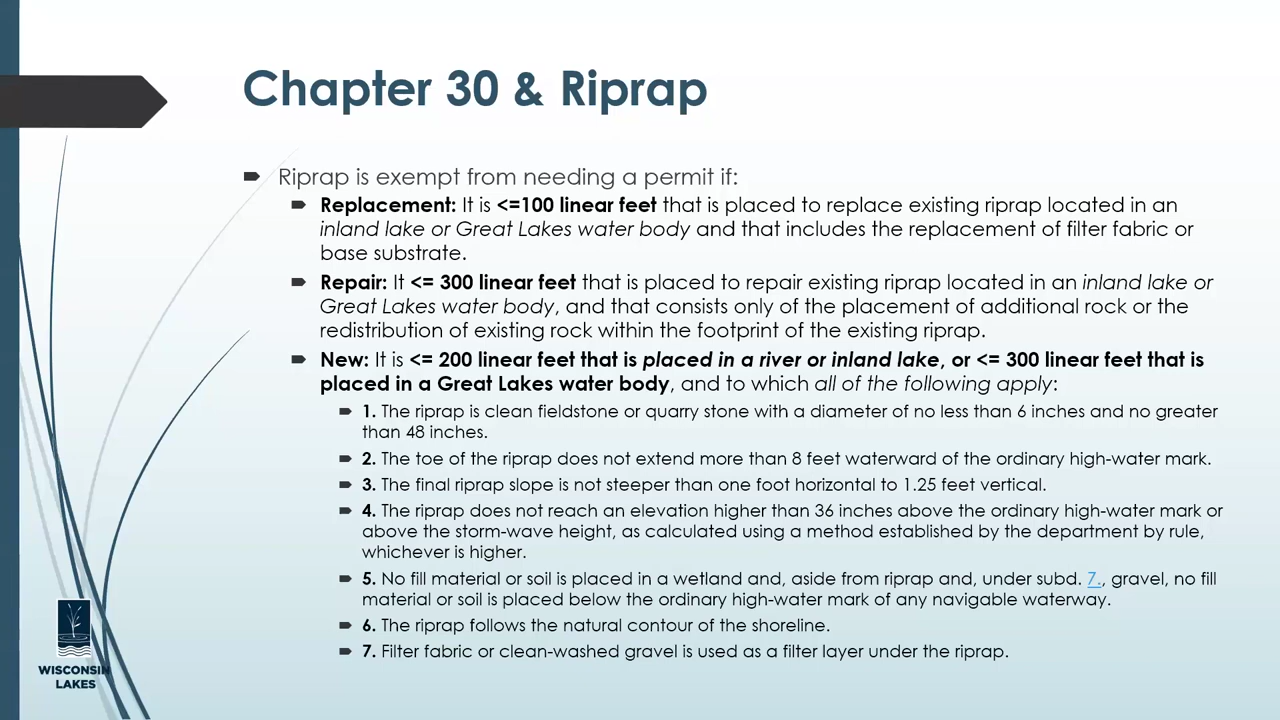 Chapter 30 & Riprap
Riprap is exempt from needing a permit if:
Replacement: It is <=100 linear feet that is placed to replace existing riprap located in an
inland lake or Great Lakes water body and that includes the replacement of filter fabric or
base substrate.
Repair: It <= 300 linear feet that is placed to repair existing riprap located in an inland lake or
Great Lakes water body, and that consists only of the placement of additional rock or the
redistribution of existing rock within the footprint of the existing riprap.
New: It is <= 200 linear feet that is placed in a river or inland lake, or <= 300 linear feet that is
placed in a Great Lakes water body, and to which all of the following apply:
1. The riprap is clean fieldstone or quarry stone with a diameter of no less than 6 inches and no greater
than 48 inches.
2. The toe of the riprap does not extend more than 8 feet waterward of the ordinary high-water mark.
3. The final riprap slope is not steeper than one foot horizontal to 1.25 feet vertical.
4. The riprap does not reach an elevation higher than 36 inches above the ordinary high-water mark or
above the storm-wave height, as calculated using a method established by the department by rule,
whichever is higher.
5. No fill material or soil is placed in a wetland and, aside from riprap and, under subd. 7., gravel, no fill
material or soil is placed below the ordinary high-water mark of any navigable waterway.
6. The riprap follows the natural contour of the shoreline.
7. Filter fabric or clean-washed gravel is used as a filter layer under the riprap.
WISCONSIN
LAKES